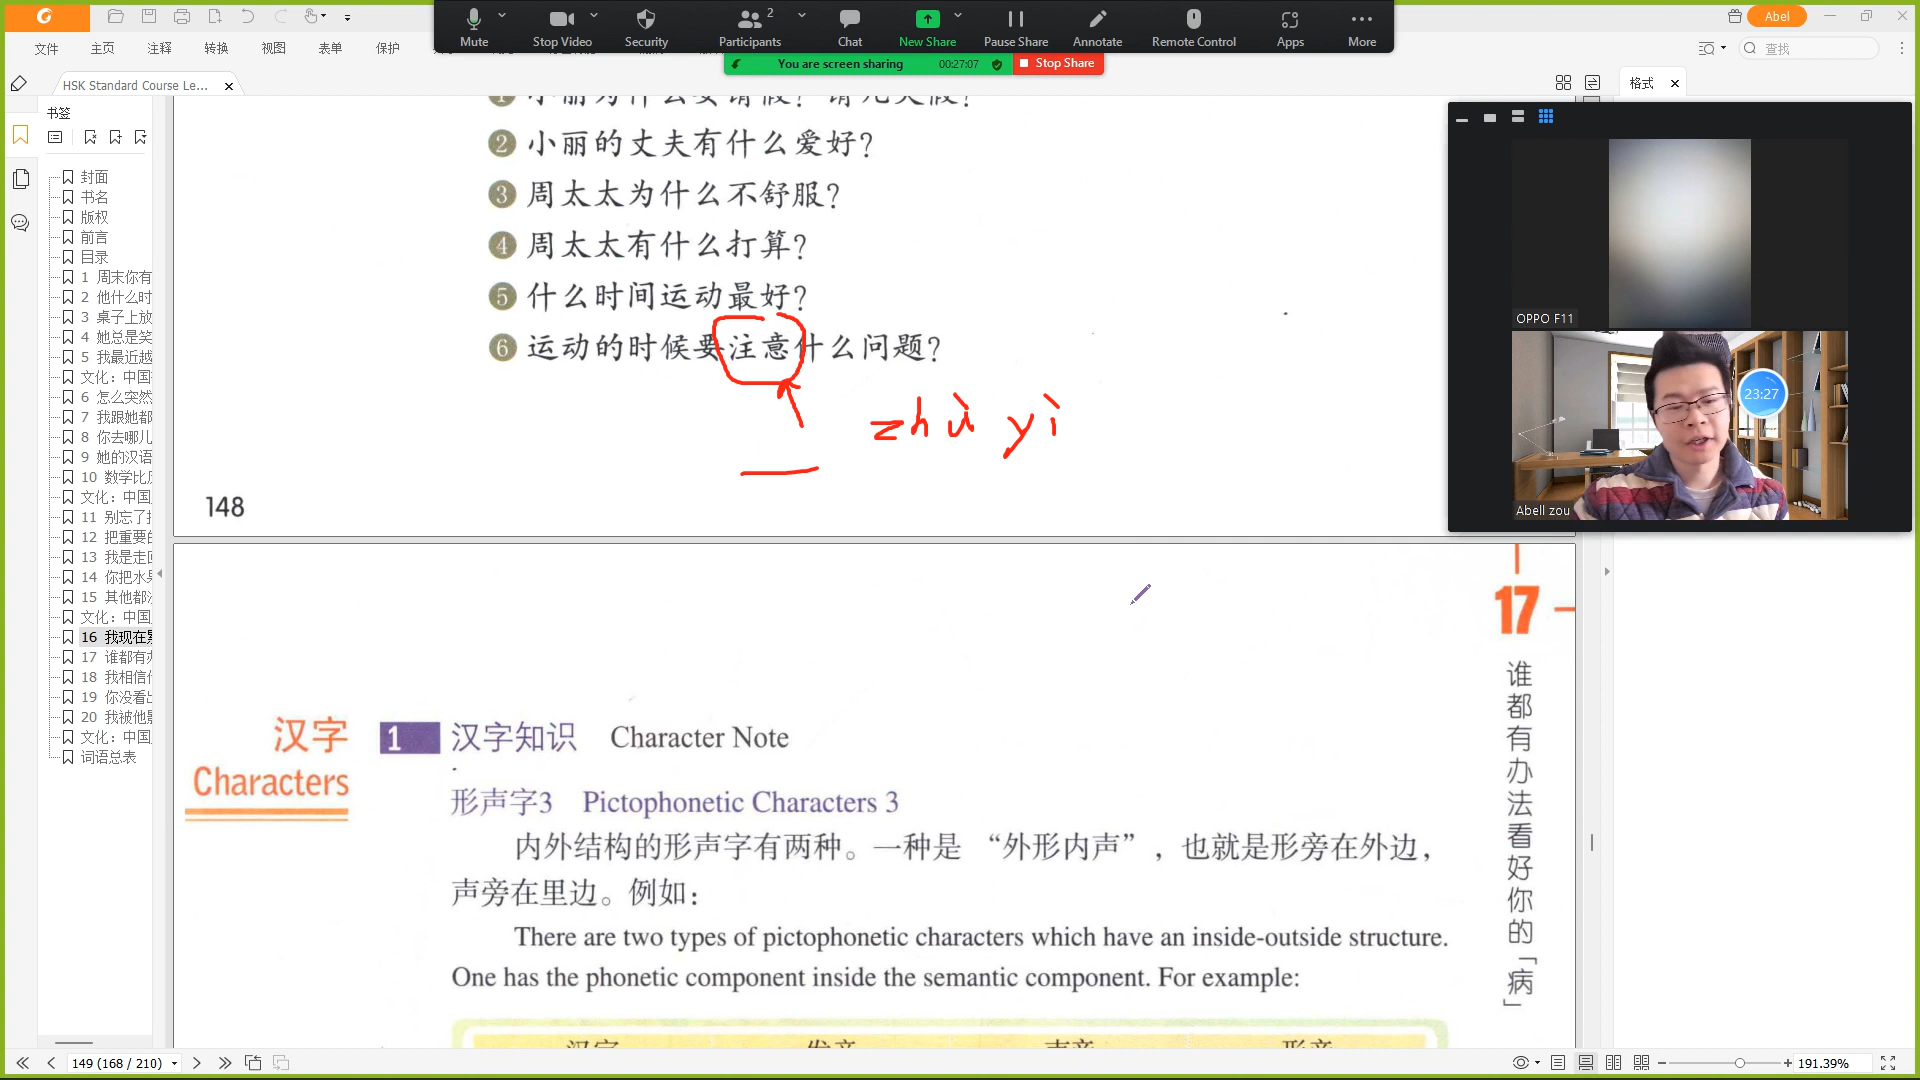 Abel
文件
主页
注释
转换
视图
表单
保护
查找
Mute
Stop Video
Security
Participants
2
Chat
New Share
Pause Share
Annotate
Remote Control
Apps
More
You are screen sharing
00:27:07
Stop Share
HSK Standard Course Le...
格式
书签
封面
书名
版权
前言
目录
1 周末你有
2 他什么时
3 桌子上放
4 她总是笑
5 我最近越
文化：中国
6 怎么突然
7 我跟她都
8 你去哪儿
9 她的汉语
10 数学比
文化：中国
11 别忘了
12 把重要
13 我是走
14 你把水
15 其他都
文化：中国
16 我现在
17 谁都有
18 我相信
19 你没看
20 我被他
文化：中国
词语总表
1 小丽为什么要请假？请几天假？
2 小丽的丈夫有什么爱好？
3 周太太为什么不舒服？
4 周太太有什么打算？
5 什么时间运动最好？
6 运动的时候要注意什么问题？
zhù yì
148
OPPO F11
23:27
Abell zou
17
谁都有办法看好你的「病」
汉字
Characters
1 汉字知识 Character Note
形声字3 Pictophonetic Characters 3
内外结构的形声字有两种。一种是“外形内声”，也就是形旁在外边，
声旁在里边。例如：
There are two types of pictophonetic characters which have an inside-outside structure.
One has the phonetic component inside the semantic component. For example:
149 (168 / 210)
191.39%